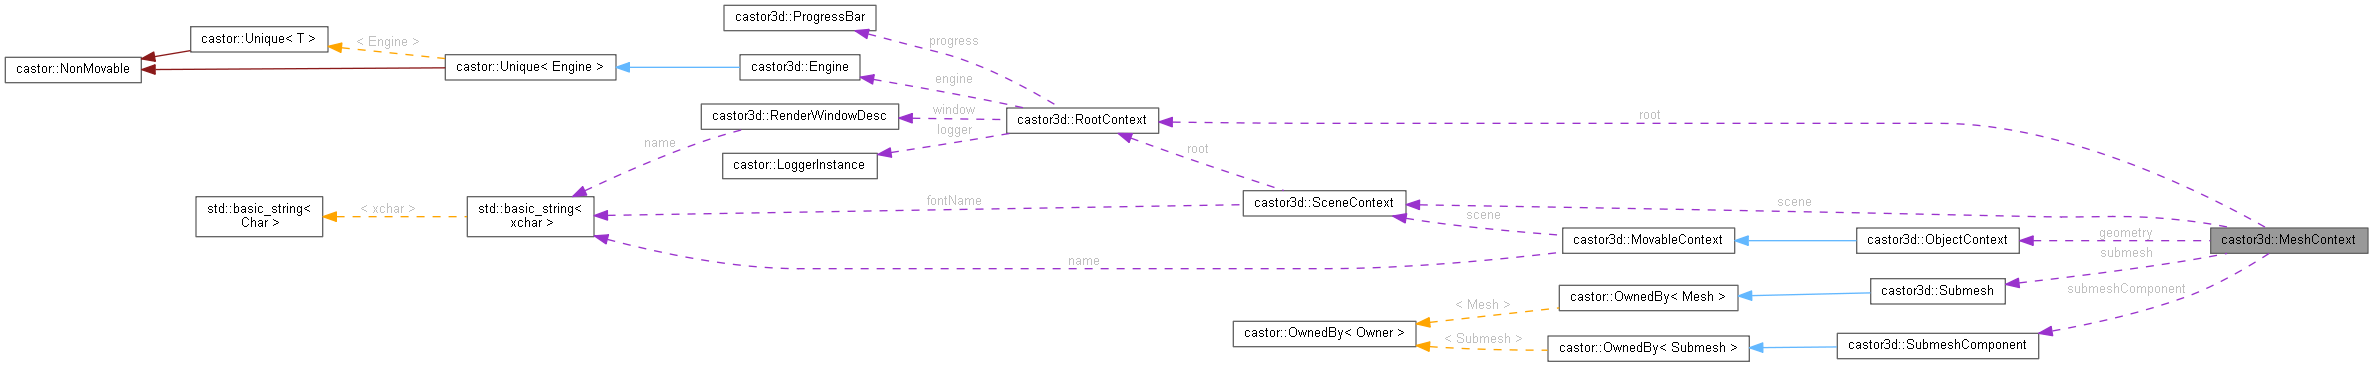 castor3d::ProgressBar
castor::Unique< T >
< Engine >
progress
castor::NonMovable
castor::Unique< Engine >
castor3d::Engine
engine
castor3d::RenderWindowDesc
window
castor3d::RootContext
root
logger
name
root
castor::LoggerInstance
std::basic_string<
Char >
< xchar >
std::basic_string<
xchar >
fontName
castor3d::SceneContext
scene
scene
castor3d::MovableContext
castor3d::ObjectContext
geometry
castor3d::MeshContext
submesh
name
submeshComponent
castor3d::Submesh
castor::OwnedBy< Mesh >
< Mesh >
castor::OwnedBy< Owner >
< Submesh >
castor::OwnedBy< Submesh >
castor3d::SubmeshComponent